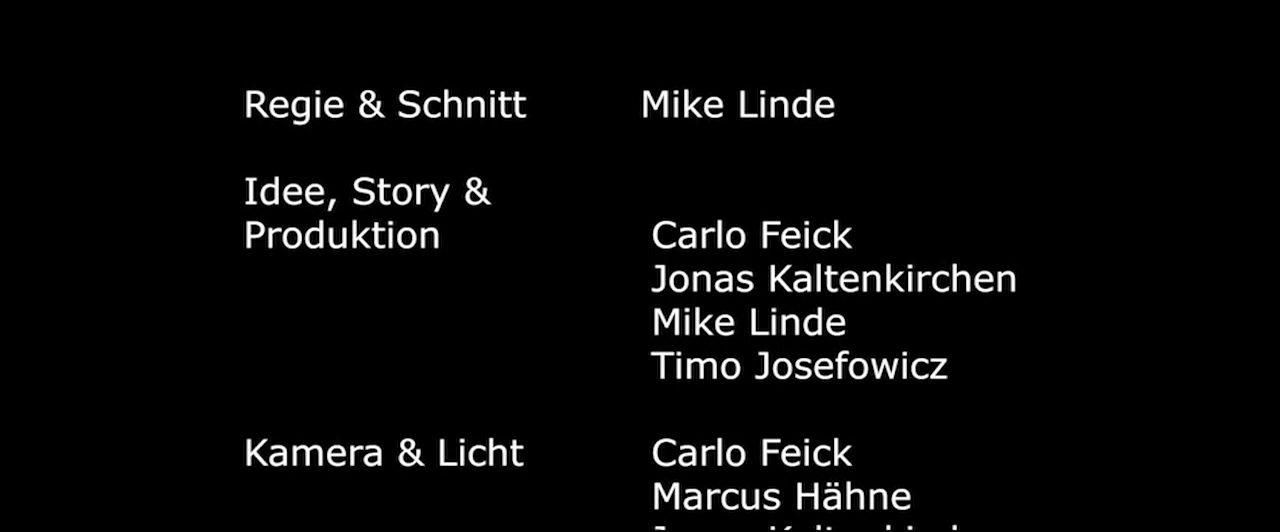 Regie & Schnitt Mike Linde
Idee, Story &
Produktion Carlo Feick
Jonas Kaltenkirchen
Mike Linde
Timo Josefowicz
Kamera & Licht Carlo Feick
Marcus Hähne